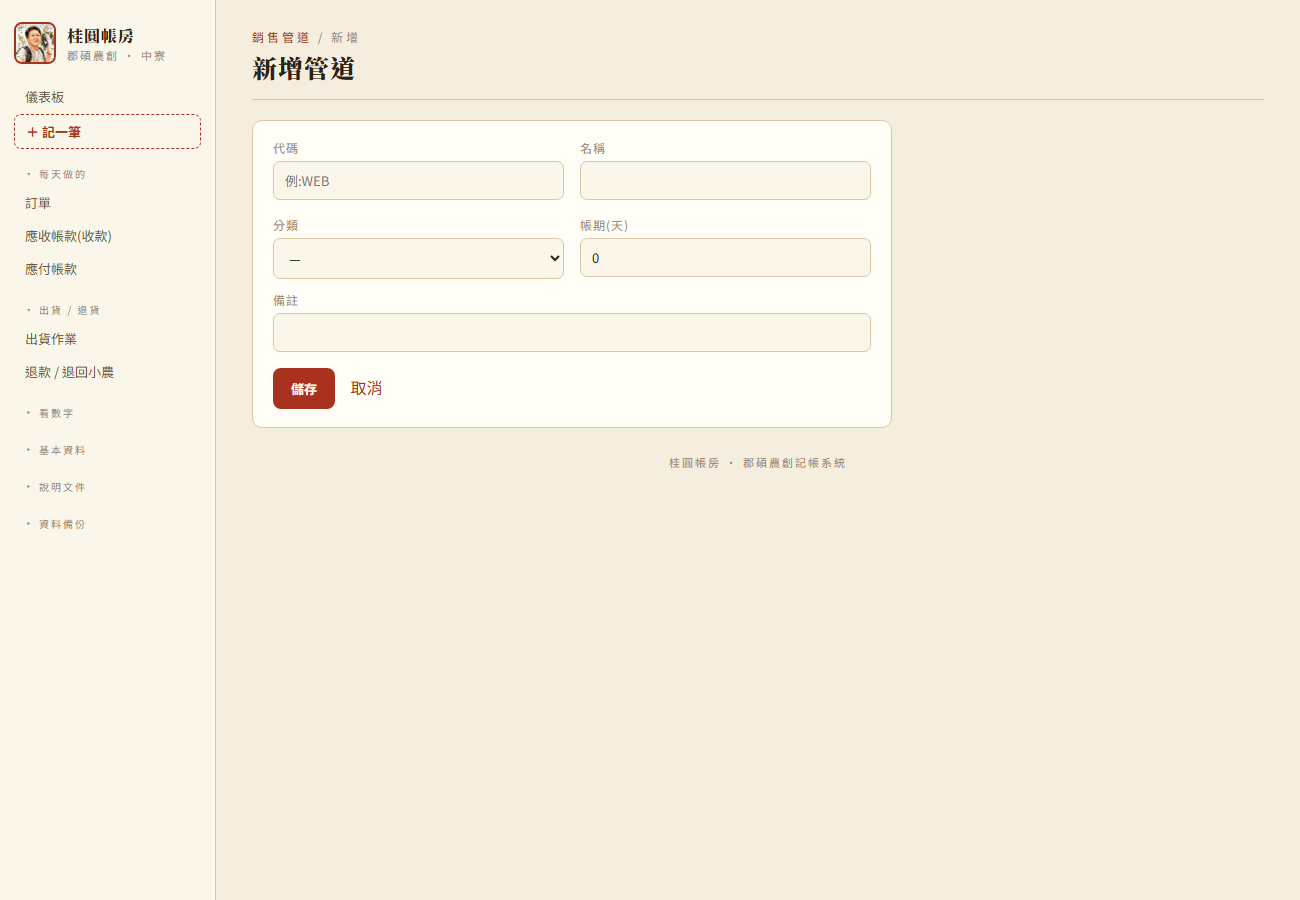 桂圓帳房
郡碩農創 · 中寮
儀表板
＋ 記一筆
每天做的
訂單
應收帳款(收款)
應付帳款
出貨 / 退貨
出貨作業
退款 / 退回小農
看數字
基本資料
說明文件
資料備份
銷售管道 / 新增
新增管道
代碼
名稱
例:WEB
分類
帳期(天)
—
0
備註
儲存
取消
桂圓帳房 · 郡碩農創記帳系統